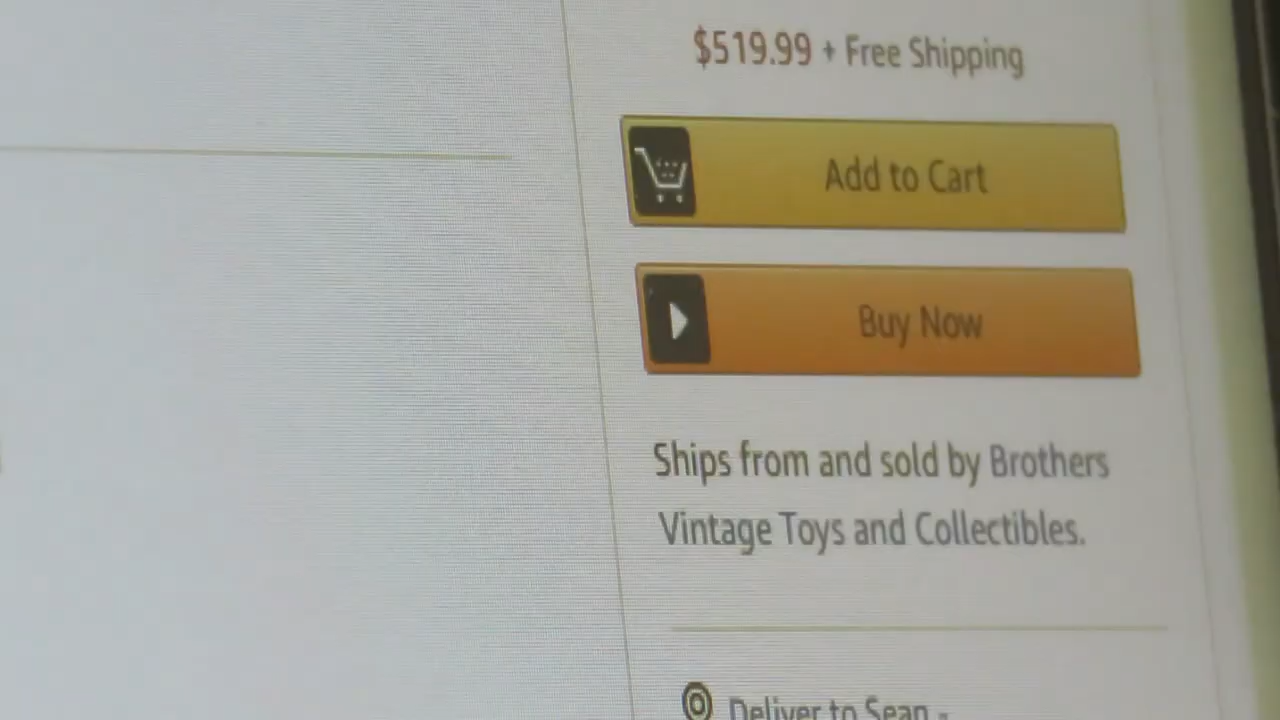 $519.99 + Free Shipping
Add to Cart
Buy Now
Ships from and sold by Brothers
Vintage Toys and Collectibles.
Deliver to Sean -